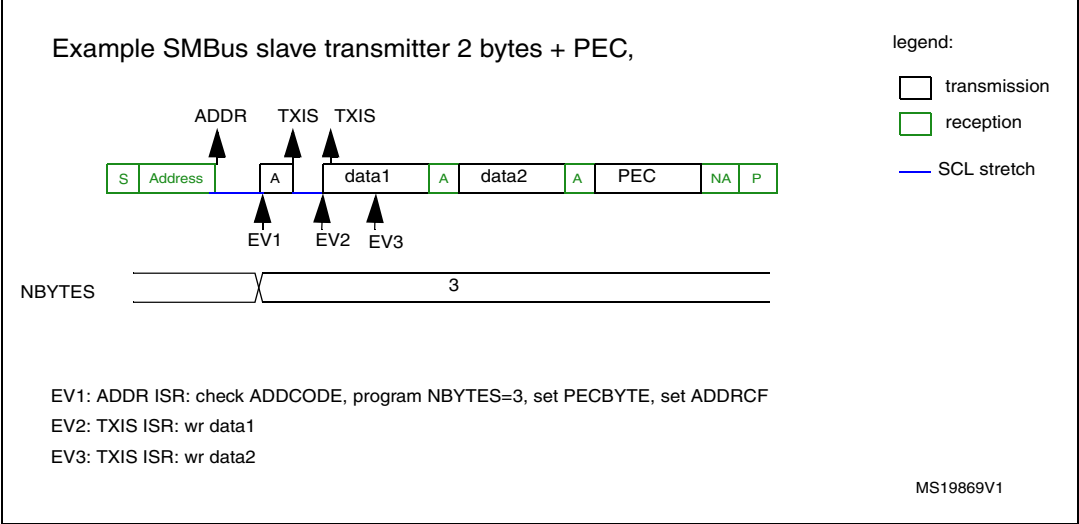 Example SMBus slave transmitter 2 bytes + PEC,
legend:
transmission
reception
SCL stretch
ADDR TXIS TXIS
S Address A data1 A data2 A PEC NA P
EV1 EV2 EV3
NBYTES 3
EV1: ADDR ISR: check ADDCODE, program NBYTES=3, set PECBYTE, set ADDRCF
EV2: TXIS ISR: wr data1
EV3: TXIS ISR: wr data2
MS19869V1